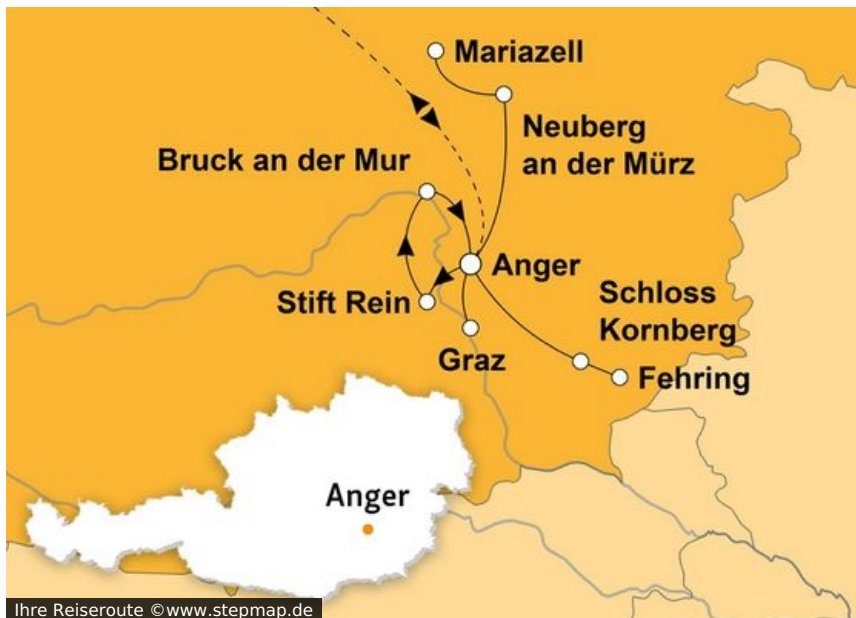 Mariazell
Neuberg
an der Mürz
Bruck an der Mur
Anger
Schloss
Kornberg
Stift Rein
Graz
Fehring
Anger
Ihre Reiseroute ©www.stepmap.de